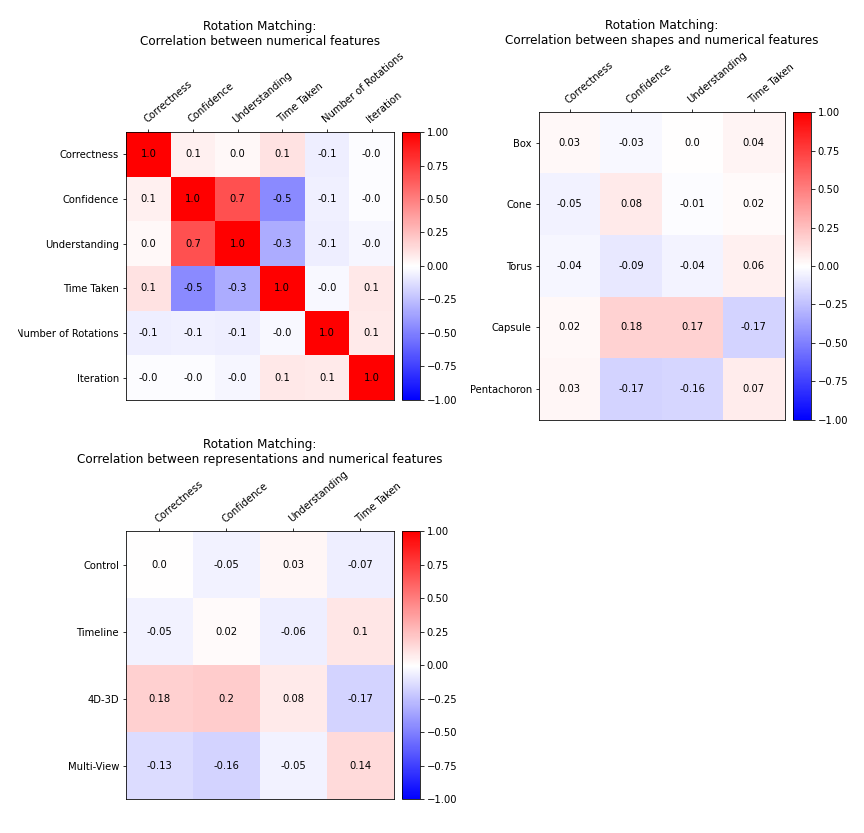 Rotation Matching:
Correlation between numerical features
Correctness
Confidence
Understanding
Time Taken
Number of Rotations
Iteration
Correctness 1.0 0.1 0.0 0.1 -0.1 -0.0
Confidence 0.1 1.0 0.7 -0.5 -0.1 -0.0
Understanding 0.0 0.7 1.0 -0.3 -0.1 -0.0
Time Taken 0.1 -0.5 -0.3 1.0 -0.0 0.1
Number of Rotations -0.1 -0.1 -0.1 -0.0 1.0 0.1
Iteration -0.0 -0.0 -0.0 0.1 0.1 1.0
1.00
0.75
0.50
0.25
0.00
−0.25
−0.50
−0.75
−1.00
Rotation Matching:
Correlation between shapes and numerical features
Correctness
Confidence
Understanding
Time Taken
Box 0.03 -0.03 0.0 0.04
Cone -0.05 0.08 -0.01 0.02
Torus -0.04 -0.09 -0.04 0.06
Capsule 0.02 0.18 0.17 -0.17
Pentachoron 0.03 -0.17 -0.16 0.07
1.00
0.75
0.50
0.25
0.00
−0.25
−0.50
−0.75
−1.00
Rotation Matching:
Correlation between representations and numerical features
Correctness
Confidence
Understanding
Time Taken
Control 0.0 -0.05 0.03 -0.07
Timeline -0.05 0.02 -0.06 0.1
4D-3D 0.18 0.2 0.08 -0.17
Multi-View -0.13 -0.16 -0.05 0.14
1.00
0.75
0.50
0.25
0.00
−0.25
−0.50
−0.75
−1.00